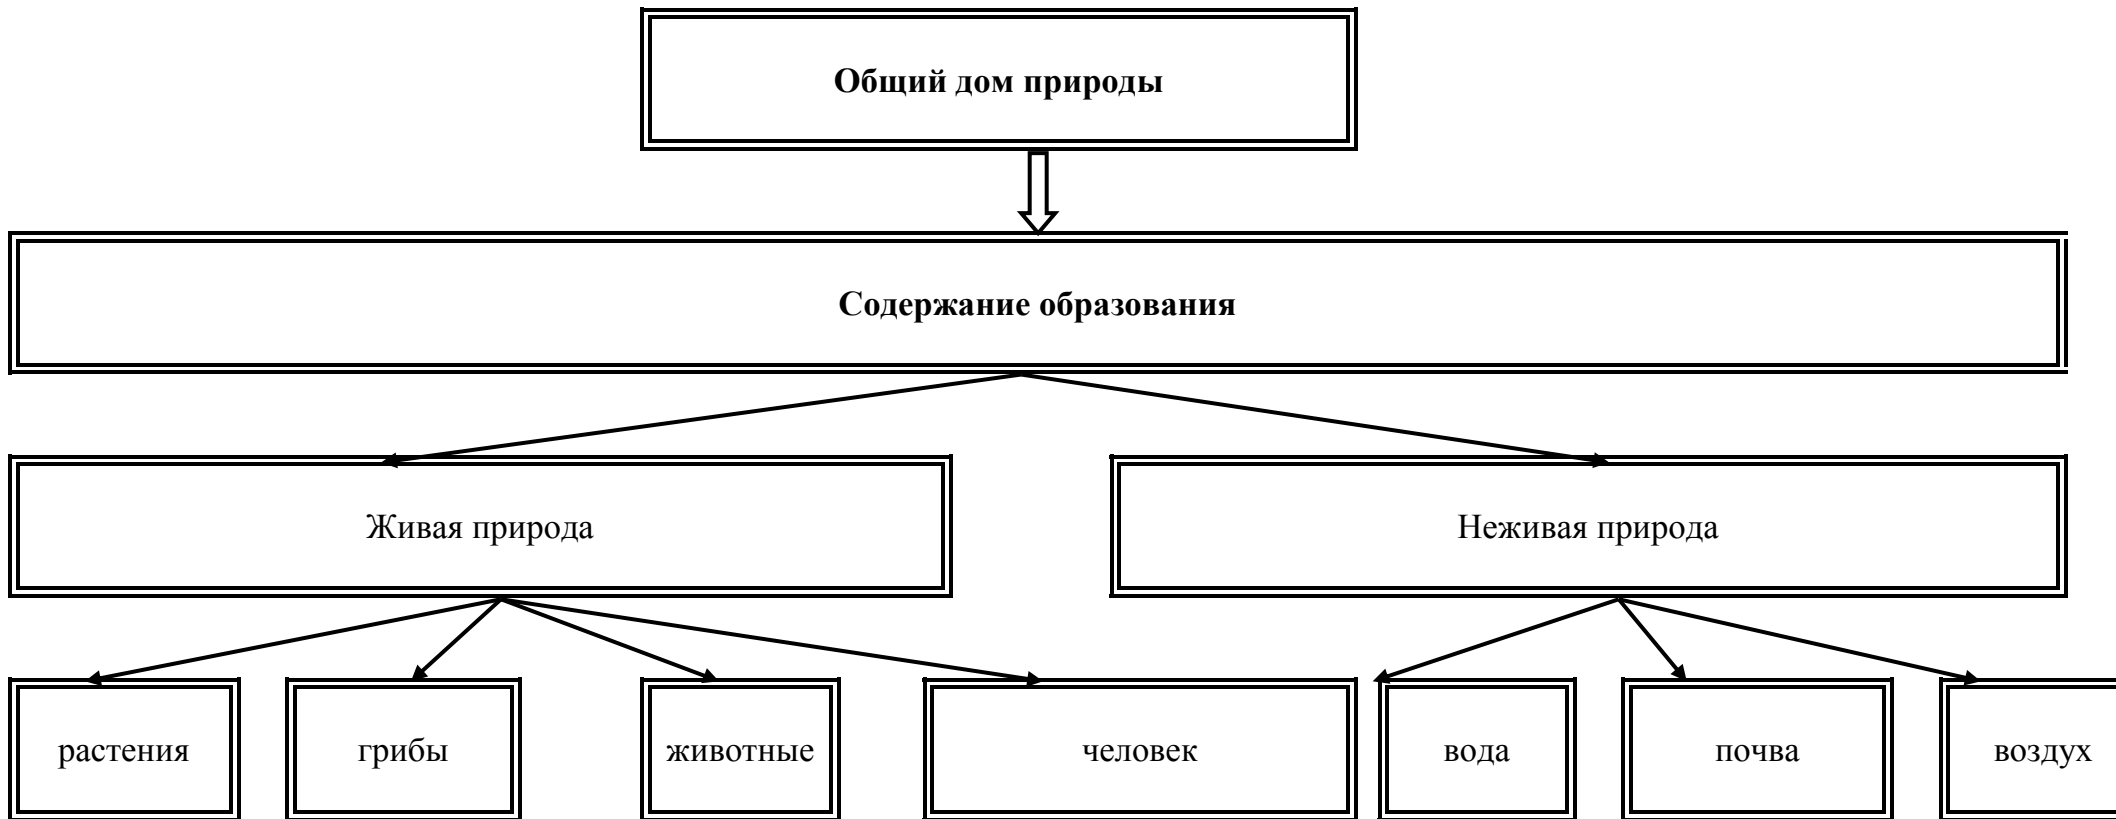 Общий дом природы
Содержание образования
Живая природа
Неживая природа
растения
грибы
животные
человек
вода
почва
воздух